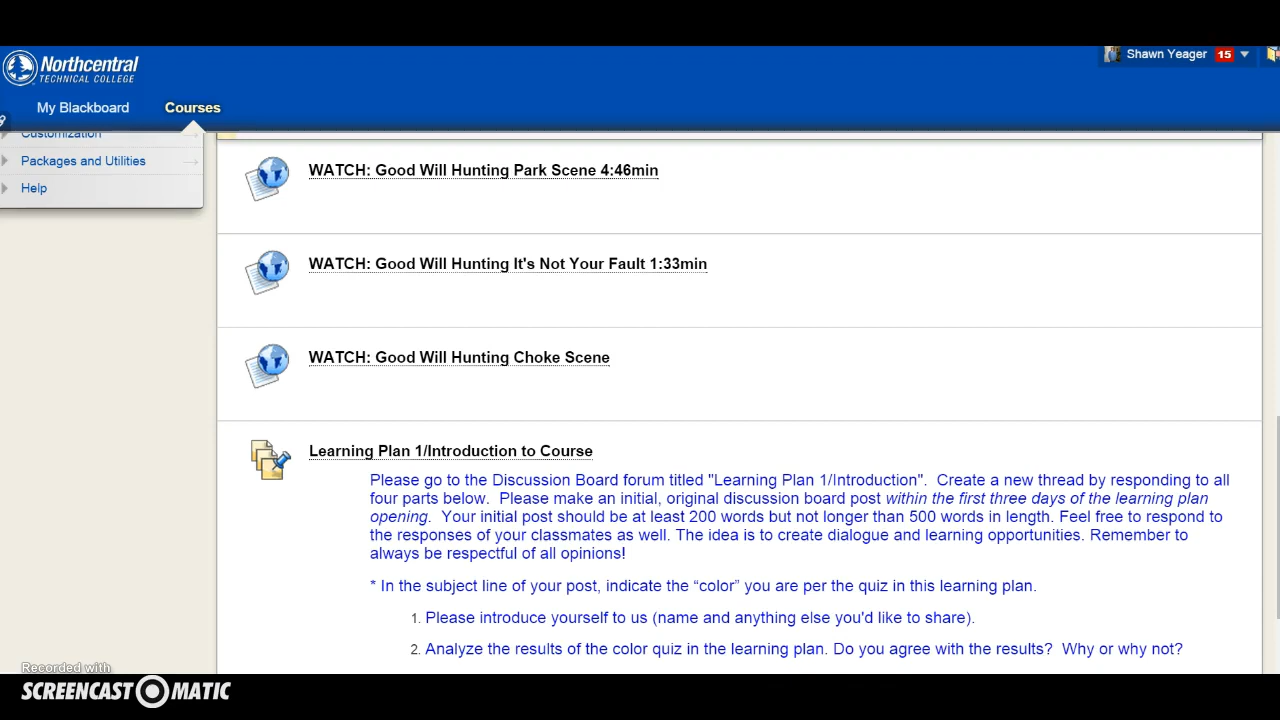 Northcentral
TECHNICAL COLLEGE
Shawn Yeager 15
My Blackboard Courses
Customization
Packages and Utilities
Help
WATCH: Good Will Hunting Park Scene 4:46min
WATCH: Good Will Hunting It's Not Your Fault 1:33min
WATCH: Good Will Hunting Choke Scene
Learning Plan 1/Introduction to Course
Please go to the Discussion Board forum titled "Learning Plan 1/Introduction". Create a new thread by responding to all
four parts below. Please make an initial, original discussion board post within the first three days of the learning plan
opening. Your initial post should be at least 200 words but not longer than 500 words in length. Feel free to respond to
the responses of your classmates as well. The idea is to create dialogue and learning opportunities. Remember to
always be respectful of all opinions!
* In the subject line of your post, indicate the “color” you are per the quiz in this learning plan.
1. Please introduce yourself to us (name and anything else you'd like to share).
2. Analyze the results of the color quiz in the learning plan. Do you agree with the results? Why or why not?
Recorded with
SCREENCAST MATIC